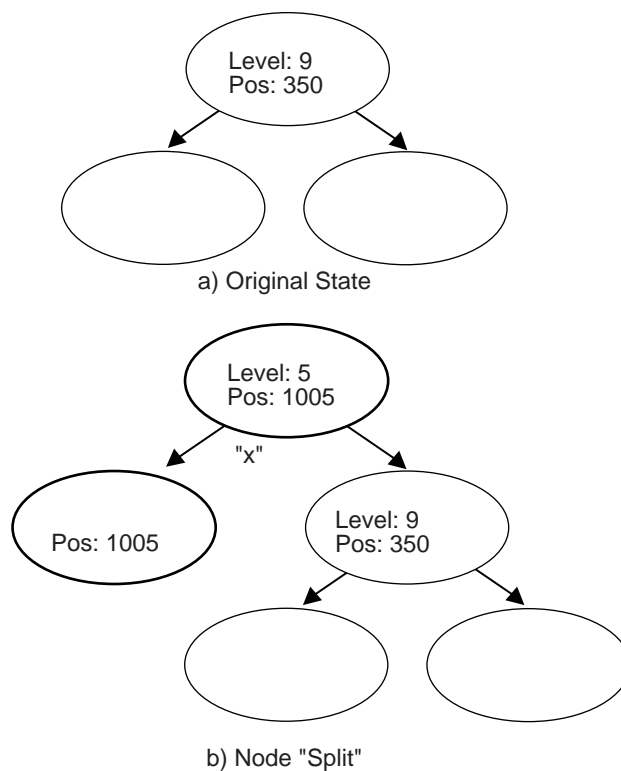 Level: 9
Pos: 350
a) Original State
Level: 5
Pos: 1005
"x"
Pos: 1005
Level: 9
Pos: 350
b) Node "Split"